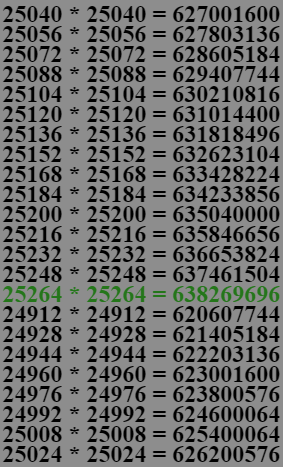 25040 * 25040 = 627001600
25056 * 25056 = 627803136
25072 * 25072 = 628605184
25088 * 25088 = 629407744
25104 * 25104 = 630210816
25120 * 25120 = 631014400
25136 * 25136 = 631818496
25152 * 25152 = 632623104
25168 * 25168 = 633428224
25184 * 25184 = 634233856
25200 * 25200 = 635040000
25216 * 25216 = 635846656
25232 * 25232 = 636653824
25248 * 25248 = 637461504
25264 * 25264 = 638269696
24912 * 24912 = 620607744
24928 * 24928 = 621405184
24944 * 24944 = 622203136
24960 * 24960 = 623001600
24976 * 24976 = 623800576
24992 * 24992 = 624600064
25008 * 25008 = 625400064
25024 * 25024 = 626200576